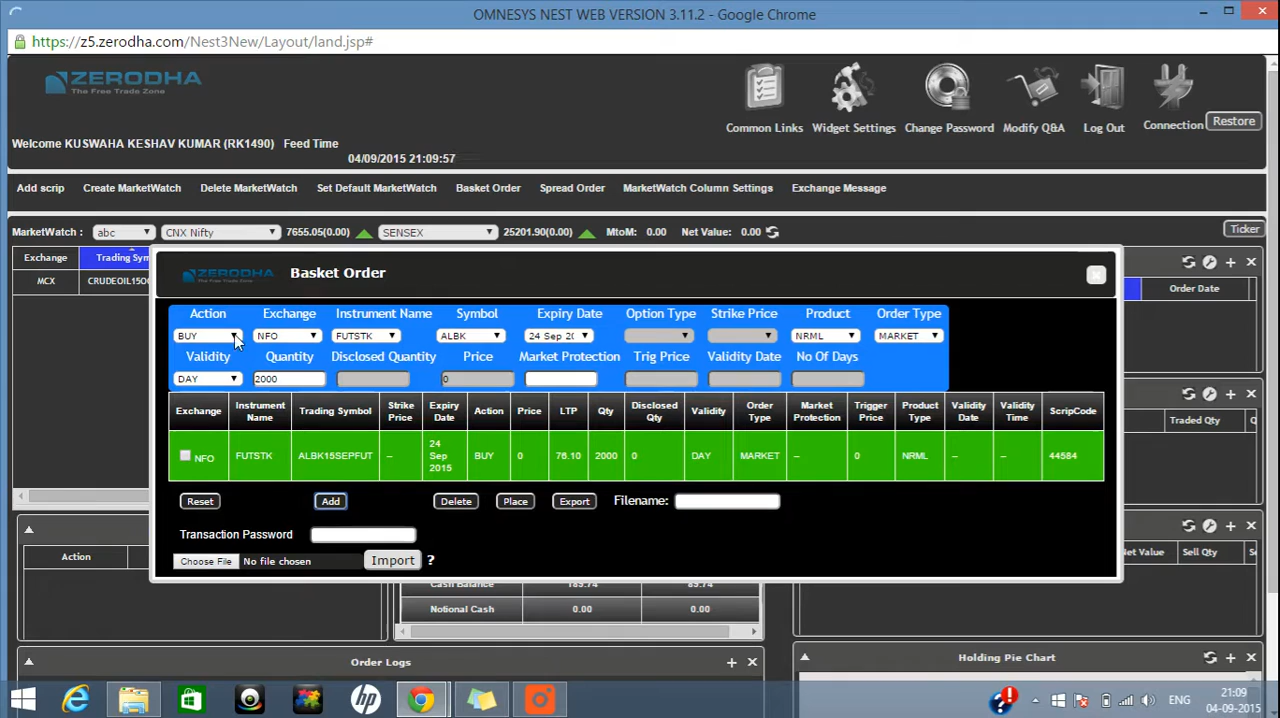 OMNESYS NEST WEB VERSION 3.11.2 - Google Chrome
https://z5.zerodha.com/Nest3New/Layout/land.jsp#
ZERODHA
The Free Trade Zone
Common Links Widget Settings Change Password Modify Q&A Log Out Connection Restore
Welcome KUSWAHA KESHAV KUMAR (RK1490) Feed Time
04/09/2015 21:09:57
Add scrip Create MarketWatch Delete MarketWatch Set Default MarketWatch Basket Order Spread Order MarketWatch Column Settings Exchange Message
MarketWatch: abc CNX Nifty 7655.05(0.00) SENSEX 25201.90(0.00) MtoM: 0.00 Net Value: 0.00 Ticker
Exchange Trading Sym
MCX CRUDEOIL15O
ZERODHA Basket Order
Order Date
Action Exchange Instrument Name Symbol Expiry Date Option Type Strike Price Product Order Type
BUY NFO FUTSTK ALBK 24 Sep NRML MARKET
Validity Quantity Disclosed Quantity Price Market Protection Trig Price Validity Date No Of Days
DAY 2000 0
Exchange Instrument Name Trading Symbol Strike Price Expiry Date Action Price LTP Qty Disclosed Qty Validity Order Type Market Protection Trigger Price Product Type Validity Date Validity Time ScripCode
NFO FUTSTK ALBK15SEPFUT -- 24 Sep 2015 BUY 0 76.10 2000 0 DAY MARKET -- 0 NRML -- -- 44584
Traded Qty
Reset Add Delete Place Export Filename:
Transaction Password
Choose File No file chosen Import ?
Action
Net Value Sell Qty
Cash Balance 189.74 89.74
Notional Cash 0.00 0.00
Order Logs
Holding Pie Chart
ENG
21:09
04-09-2015